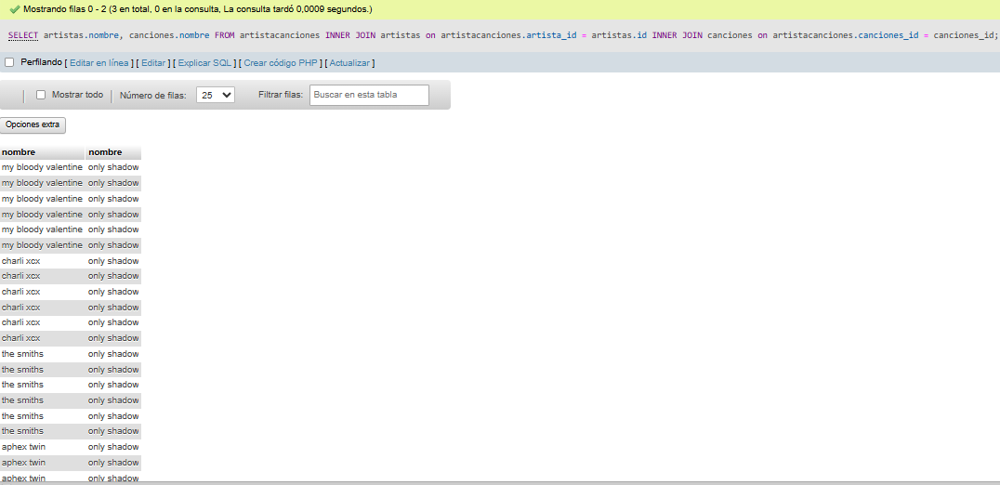 Mostrando filas 0 - 2 (3 en total, 0 en la consulta, La consulta tardó 0,0009 segundos.)
SELECT artistas.nombre, canciones.nombre FROM artistacanciones INNER JOIN artistas on artistacanciones.artista_id = artistas.id INNER JOIN canciones on artistacanciones.canciones_id = canciones_id;
Perfilando [ Editar en línea ] [ Editar ] [ Explicar SQL ] [ Crear código PHP ] [ Actualizar ]
Mostrar todo Número de filas: 25 Filtrar filas: Buscar en esta tabla
Opciones extra
nombre nombre
my bloody valentine only shadow
my bloody valentine only shadow
my bloody valentine only shadow
my bloody valentine only shadow
my bloody valentine only shadow
my bloody valentine only shadow
charli xcx only shadow
charli xcx only shadow
charli xcx only shadow
charli xcx only shadow
charli xcx only shadow
charli xcx only shadow
the smiths only shadow
the smiths only shadow
the smiths only shadow
the smiths only shadow
the smiths only shadow
the smiths only shadow
aphex twin only shadow
aphex twin only shadow
aphex twin only shadow